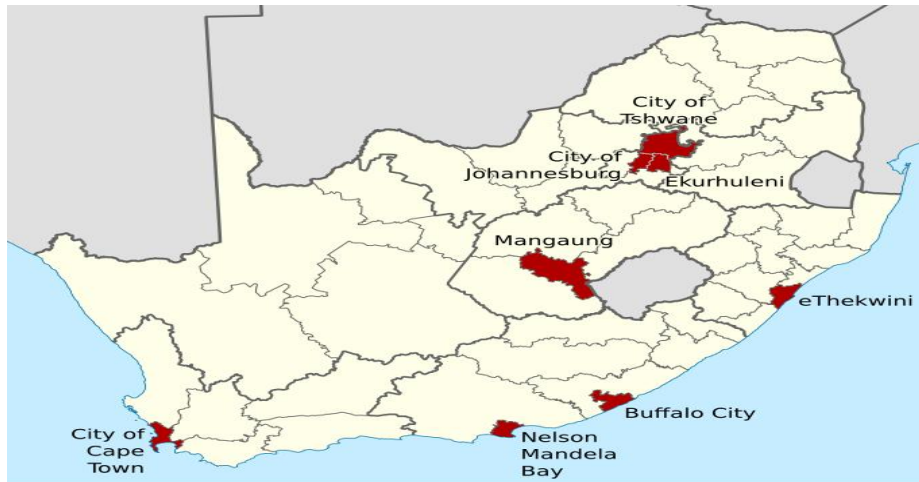 City of
Tshwane
City of
Johannesburg
Ekurhuleni
Mangaung
eThekwini
Buffalo City
City of
Cape
Town
Nelson
Mandela
Bay